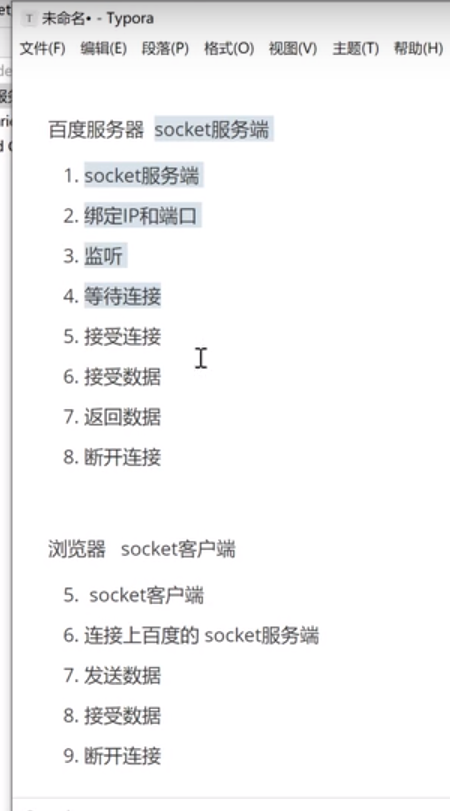 未命名• - Typora
文件(F) 编辑(E) 段落(P) 格式(O) 视图(V) 主题(T) 帮助(H)
百度服务器 socket服务端
1. socket服务端
2. 绑定IP和端口
3. 监听
4. 等待连接
5. 接受连接
6. 接受数据
7. 返回数据
8. 断开连接
浏览器 socket客户端
5. socket客户端
6. 连接上百度的 socket服务端
7. 发送数据
8. 接受数据
9. 断开连接